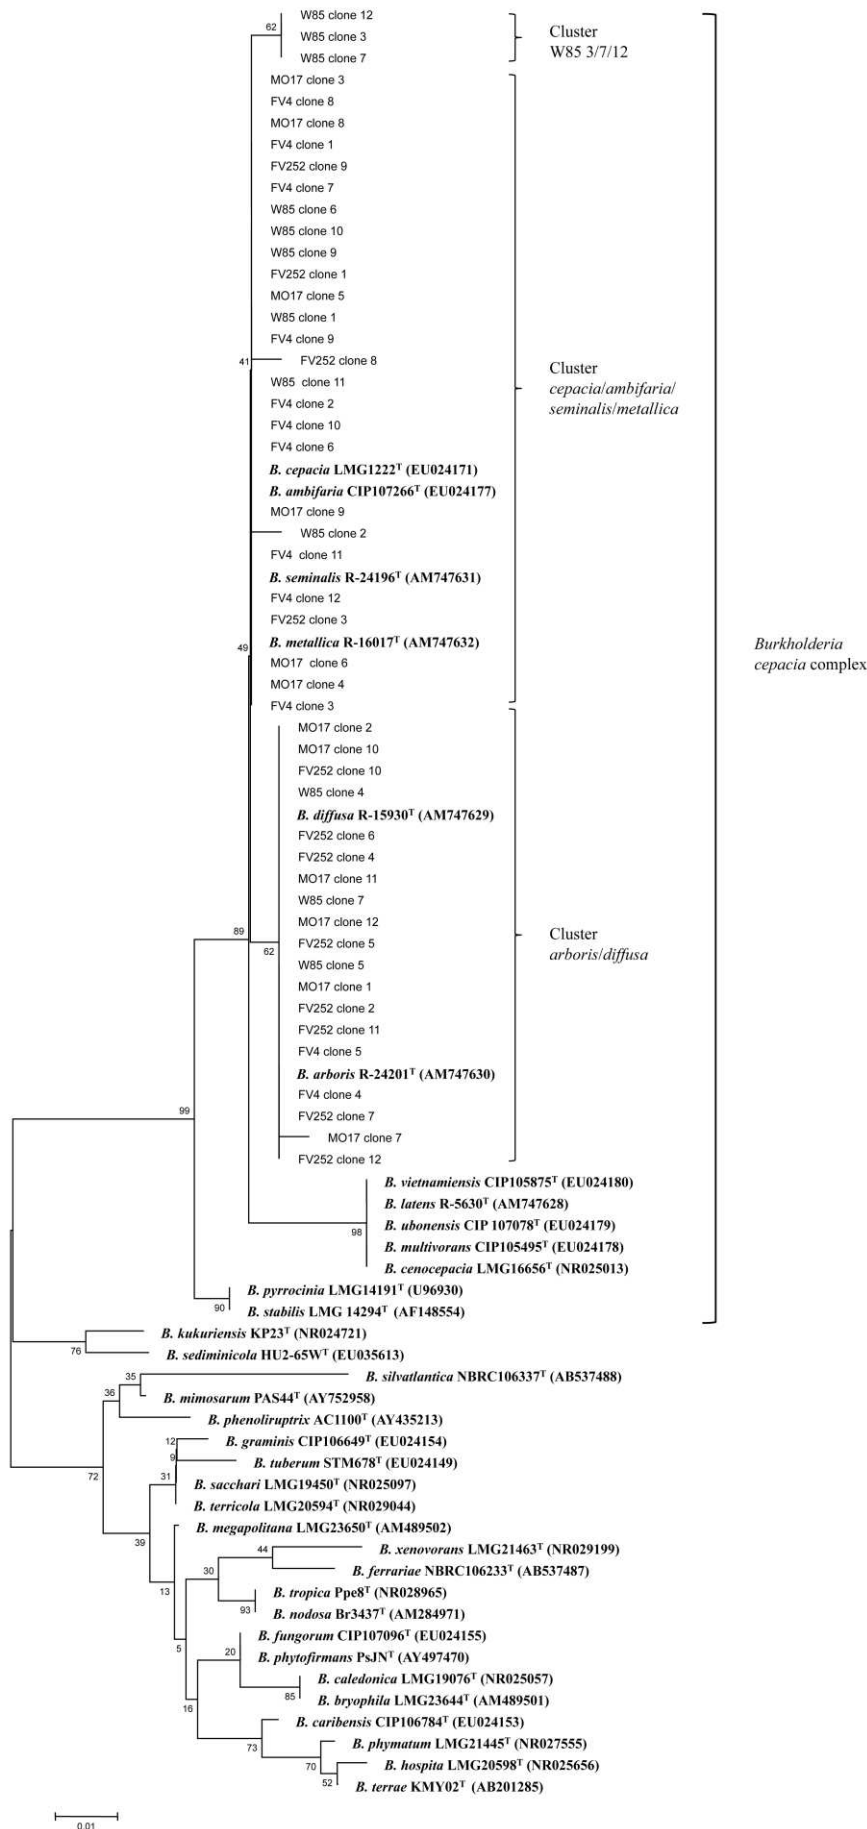 62
W85 clone 12
W85 clone 3
W85 clone 7
Cluster
W85 3/7/12
MO17 clone 3
FV4 clone 8
MO17 clone 8
FV4 clone 1
FV252 clone 9
FV4 clone 7
W85 clone 6
W85 clone 10
W85 clone 9
FV252 clone 1
MO17 clone 5
W85 clone 1
FV4 clone 9
41
FV252 clone 8
W85 clone 11
FV4 clone 2
FV4 clone 10
FV4 clone 6
Cluster
cepacia/ambifaria/
seminalis/metallica
B. cepacia LMG1222ᵀ (EU024171)
B. ambifaria CIP107266ᵀ (EU024177)
MO17 clone 9
W85 clone 2
FV4 clone 11
B. seminalis R-24196ᵀ (AM747631)
FV4 clone 12
FV252 clone 3
B. metallica R-16017ᵀ (AM747632)
49
MO17 clone 6
MO17 clone 4
FV4 clone 3
Burkholderia
cepacia complex
MO17 clone 2
MO17 clone 10
FV252 clone 10
W85 clone 4
B. diffusa R-15930ᵀ (AM747629)
FV252 clone 6
FV252 clone 4
MO17 clone 11
W85 clone 7
MO17 clone 12
89
62
FV252 clone 5
W85 clone 5
MO17 clone 1
FV252 clone 2
FV252 clone 11
FV4 clone 5
Cluster
arboris/diffusa
B. arboris R-24201ᵀ (AM747630)
FV4 clone 4
FV252 clone 7
MO17 clone 7
FV252 clone 12
99
B. vietnamiensis CIP105875ᵀ (EU024180)
B. latens R-5630ᵀ (AM747628)
B. ubonensis CIP 107078ᵀ (EU024179)
98
B. multivorans CIP105495ᵀ (EU024178)
B. cenocepacia LMG16656ᵀ (NR025013)
B. pyrrocinia LMG14191ᵀ (U96930)
90
B. stabilis LMG 14294ᵀ (AF148554)
B. kukuriensis KP23ᵀ (NR024721)
76
B. sediminicola HU2-65Wᵀ (EU035613)
35
B. silvatlantica NBRC106337ᵀ (AB537488)
36
B. mimosarum PAS44ᵀ (AY752958)
B. phenoliruptrix AC1100ᵀ (AY435213)
12
B. graminis CIP106649ᵀ (EU024154)
9
B. tuberum STM678ᵀ (EU024149)
72
31
B. sacchari LMG19450ᵀ (NR025097)
B. terricola LMG20594ᵀ (NR029044)
B. megapolitana LMG23650ᵀ (AM489502)
39
44
B. xenovorans LMG21463ᵀ (NR029199)
30
B. ferrariae NBRC106233ᵀ (AB537487)
13
B. tropica Ppe8ᵀ (NR028965)
93
B. nodosa Br3437ᵀ (AM284971)
5
B. fungorum CIP107096ᵀ (EU024155)
20
B. phytofirmans PsJNᵀ (AY497470)
B. caledonica LMG19076ᵀ (NR025057)
85
B. bryophila LMG23644ᵀ (AM489501)
16
B. caribensis CIP106784ᵀ (EU024153)
73
B. phymatum LMG21445ᵀ (NR027555)
70
B. hospita LMG20598ᵀ (NR025656)
52
B. terrae KMY02ᵀ (AB201285)
0.01